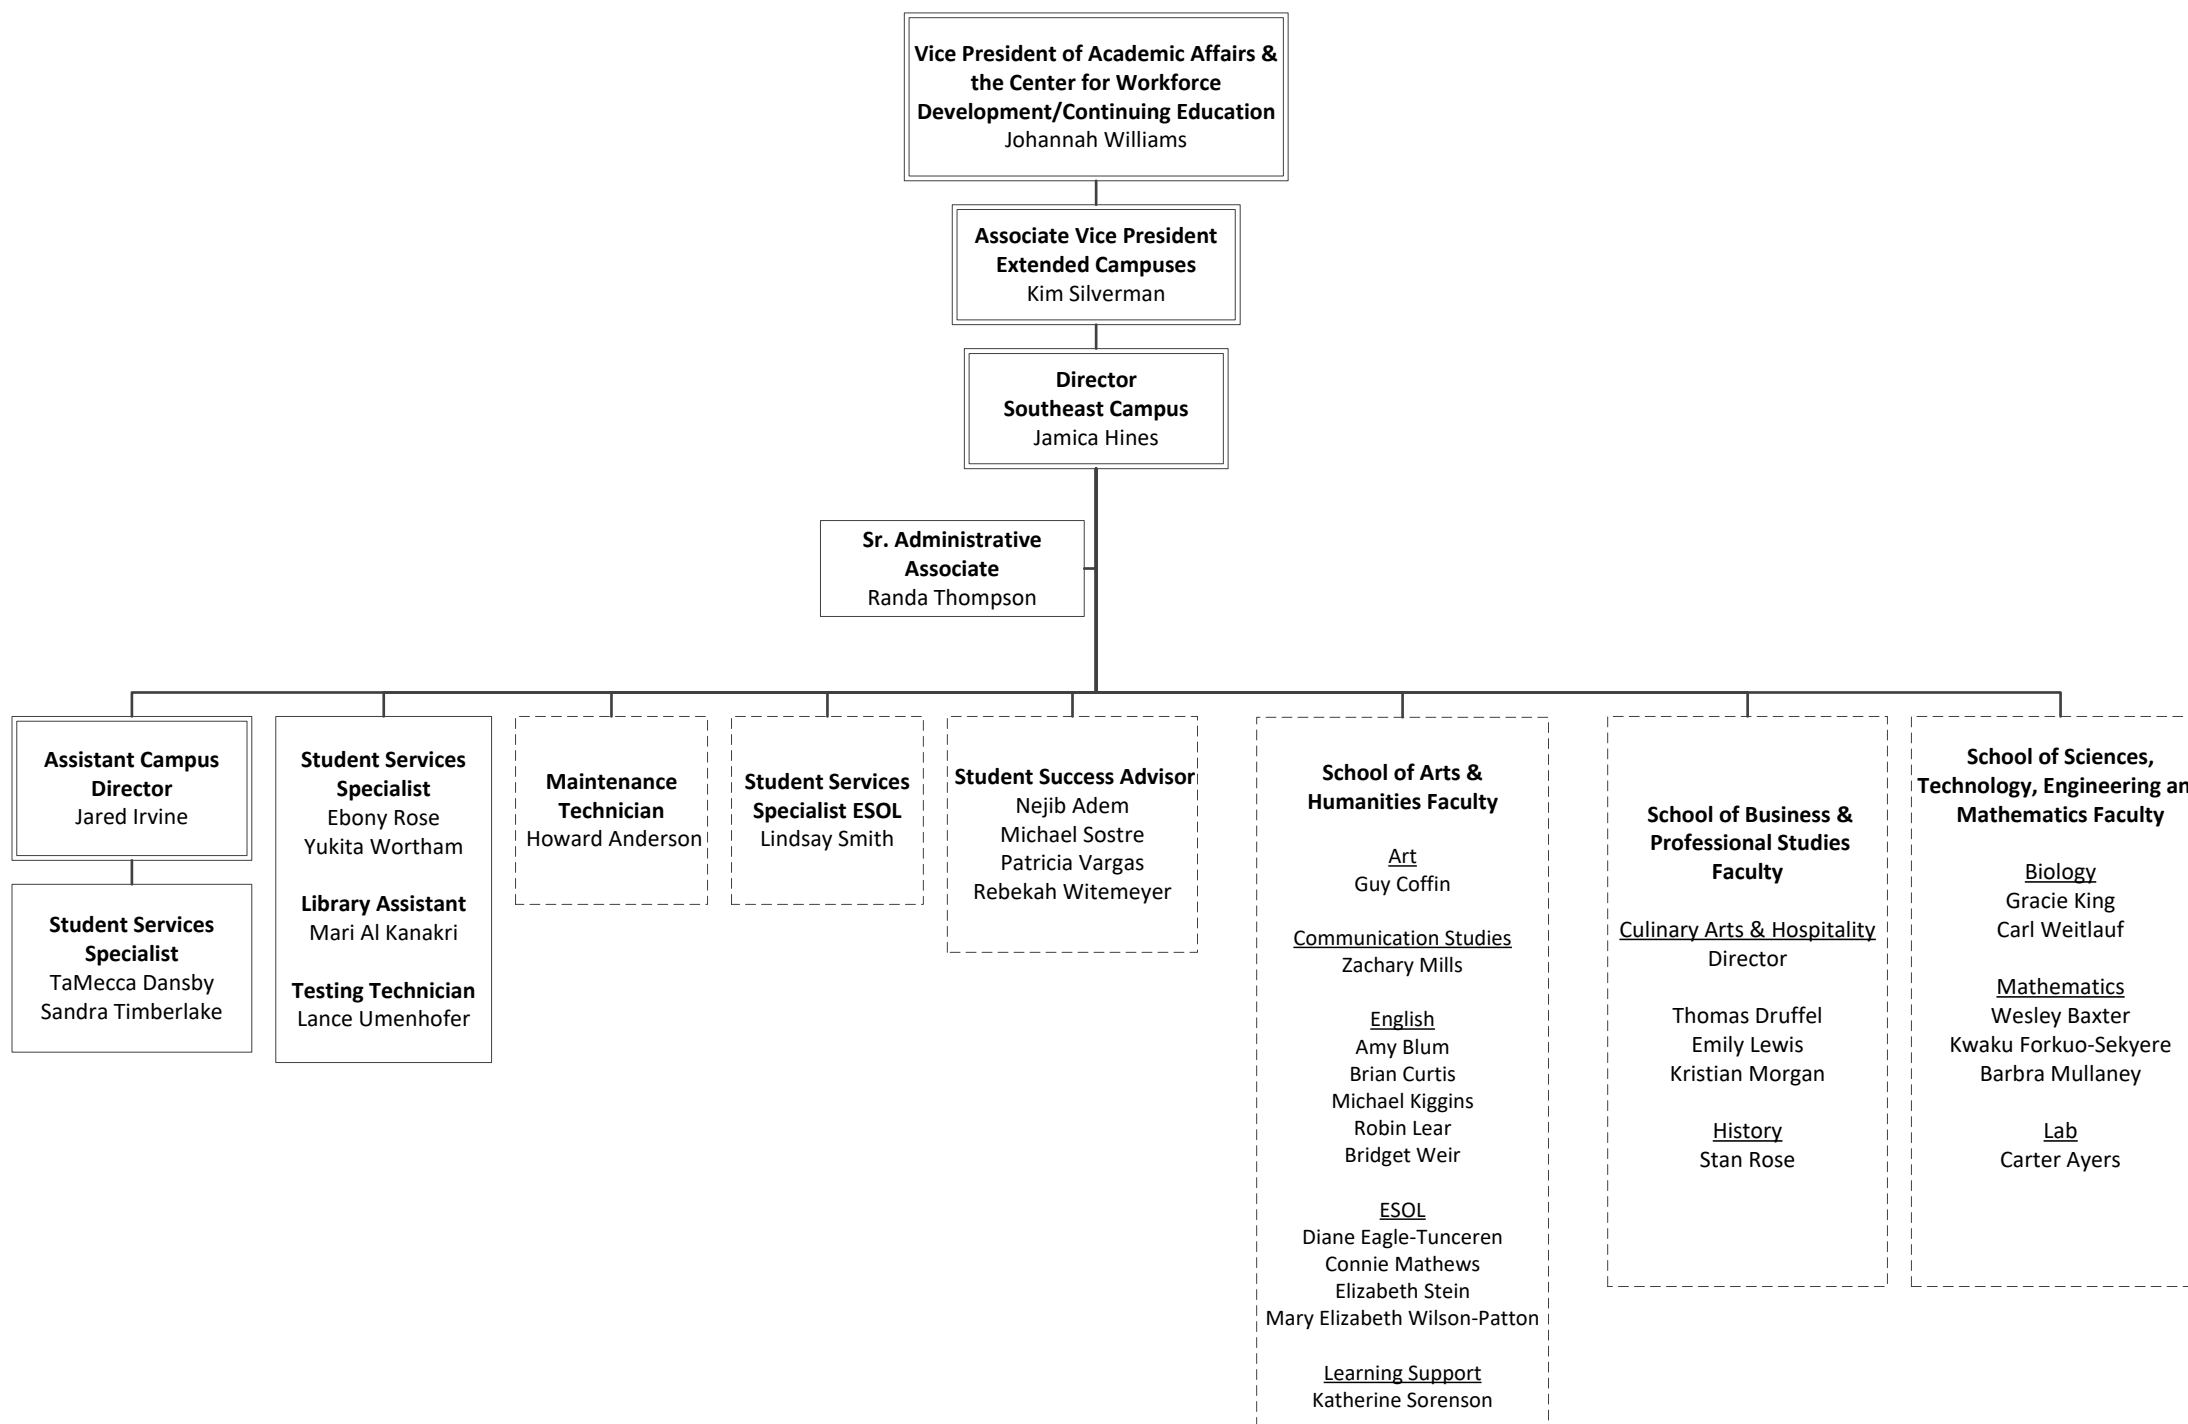 Vice President of Academic Affairs &
the Center for Workforce
Development/Continuing Education
Johannah Williams
Associate Vice President
Extended Campuses
Kim Silverman
Director
Southeast Campus
Jamica Hines
Sr. Administrative
Associate
Randa Thompson
Assistant Campus
Director
Jared Irvine
Student Services
Specialist
TaMecca Dansby
Sandra Timberlake
Student Services
Specialist
Ebony Rose
Yukita Wortham
Library Assistant
Mari Al Kanakri
Testing Technician
Lance Umenhofer
Maintenance
Technician
Howard Anderson
Student Services
Specialist ESOL
Lindsay Smith
Student Success Advisor
Nejib Adem
Michael Sostre
Patricia Vargas
Rebekah Witemeyer
School of Arts &
Humanities Faculty
Art
Guy Coffin
Communication Studies
Zachary Mills
English
Amy Blum
Brian Curtis
Michael Kiggins
Robin Lear
Bridget Weir
ESOL
Diane Eagle-Tunceren
Connie Mathews
Elizabeth Stein
Mary Elizabeth Wilson-Patton
Learning Support
Katherine Sorenson
School of Business &
Professional Studies
Faculty
Culinary Arts & Hospitality
Director
Thomas Druffel
Emily Lewis
Kristian Morgan
History
Stan Rose
School of Sciences,
Technology, Engineering
Mathematics Faculty
Biology
Gracie King
Carl Weitlauf
Mathematics
Wesley Baxter
Kwaku Forkuo-Sekyere
Barbra Mullaney
Lab
Carter Ayers